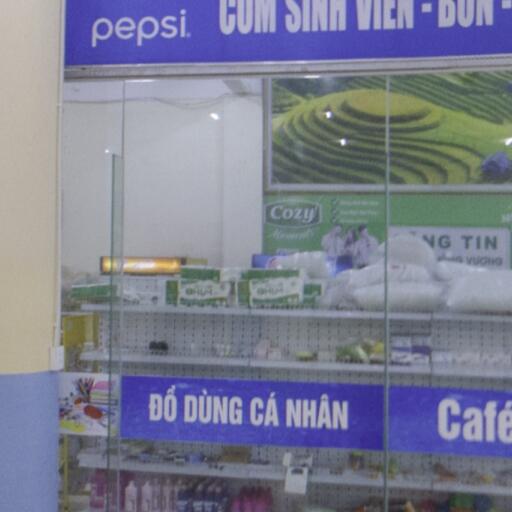 pepsi
CƠM SINH VIÊN - BÚN -
Cozy
NG TIN
ĐỒ DÙNG CÁ NHÂN
Café